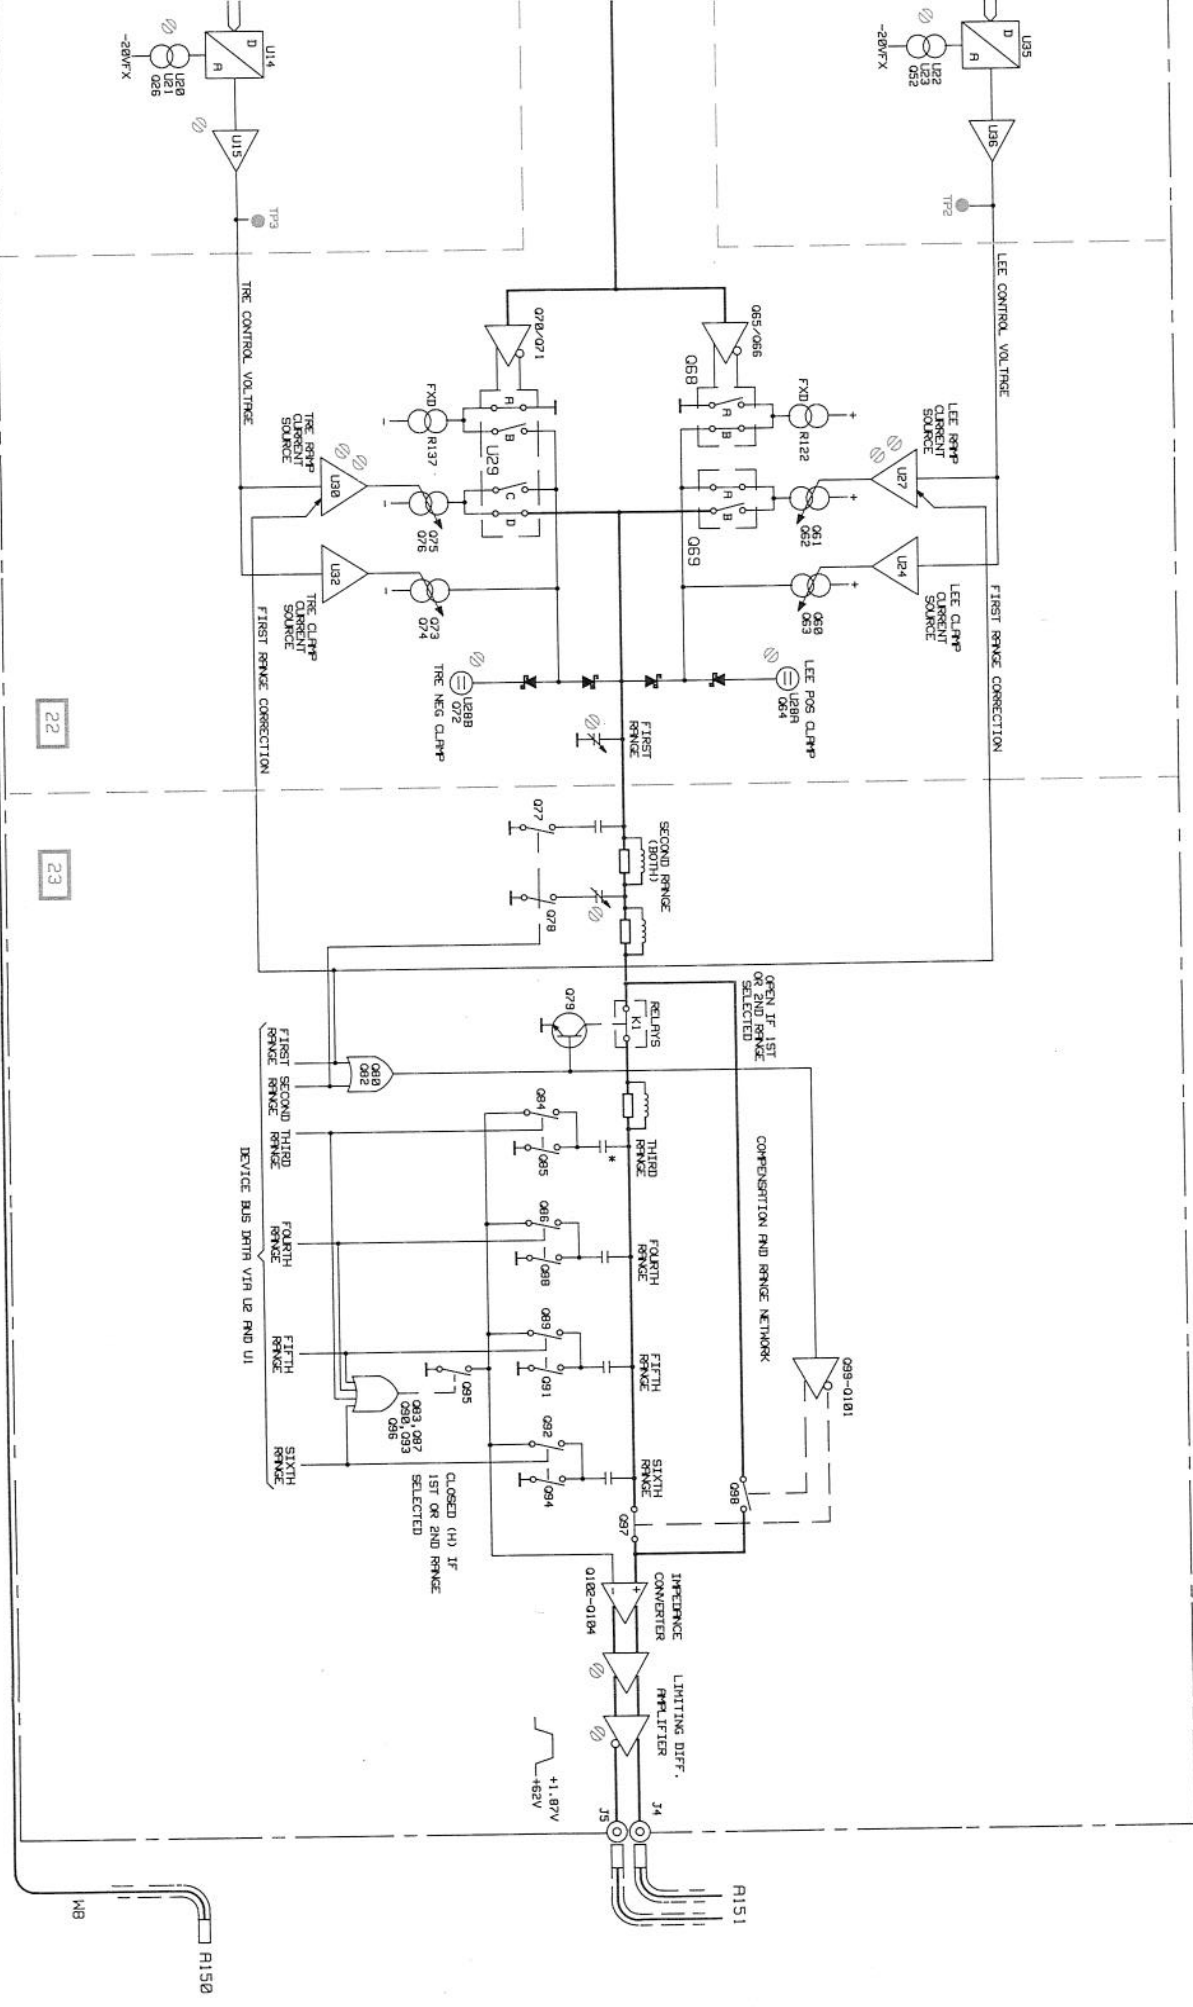 U14
D
A
-20VFX
U20
U21
Q26
U15
TP3
U35
D
A
-20VFX
U22
U23
Q52
U36
TP2
TRE CONTROL VOLTAGE
LEE CONTROL VOLTAGE
Q70/Q71
Q65/Q66
Q68
FXD
R137
U29
A
B
C
D
FXD
R122
+
-
A
B
TRE RAMP
CURRENT
SOURCE
U30
Q75
Q76
-
LEE RAMP
CURRENT
SOURCE
U27
Q61
Q62
+
A
B
Q69
U32
TRE CLAMP
CURRENT
SOURCE
Q73
Q74
-
U24
LEE CLAMP
CURRENT
SOURCE
Q60
Q63
+
FIRST RANGE CORRECTION
FIRST RANGE CORRECTION
U28B
Q72
TRE NEG CLAMP
U28A
Q64
LEE POS CLAMP
FIRST
RANGE
22
23
Q77
Q78
SECOND RANGE
(BOTH)
Q79
RELAYS
K1
OPEN IF 1ST
OR 2ND RANGE
SELECTED
Q80
Q82
FIRST
RANGE
SECOND
RANGE
THIRD
RANGE
FOURTH
RANGE
FIFTH
RANGE
SIXTH
RANGE
DEVICE BUS DATA VIA U2 AND U1
Q84
Q85
*
THIRD
RANGE
Q86
Q88
FOURTH
RANGE
Q89
Q91
FIFTH
RANGE
Q92
Q94
SIXTH
RANGE
COMPENSATION AND RANGE NETWORK
Q95
Q83,Q87
Q90,Q93
Q96
CLOSED (H) IF
1ST OR 2ND RANGE
SELECTED
Q99-Q101
Q98
Q97
+
-
Q102-Q104
IMPEDANCE
CONVERTER
LIMITING DIFF.
AMPLIFIER
+1.87V
+62V
J4
J5
A151
W8
A150